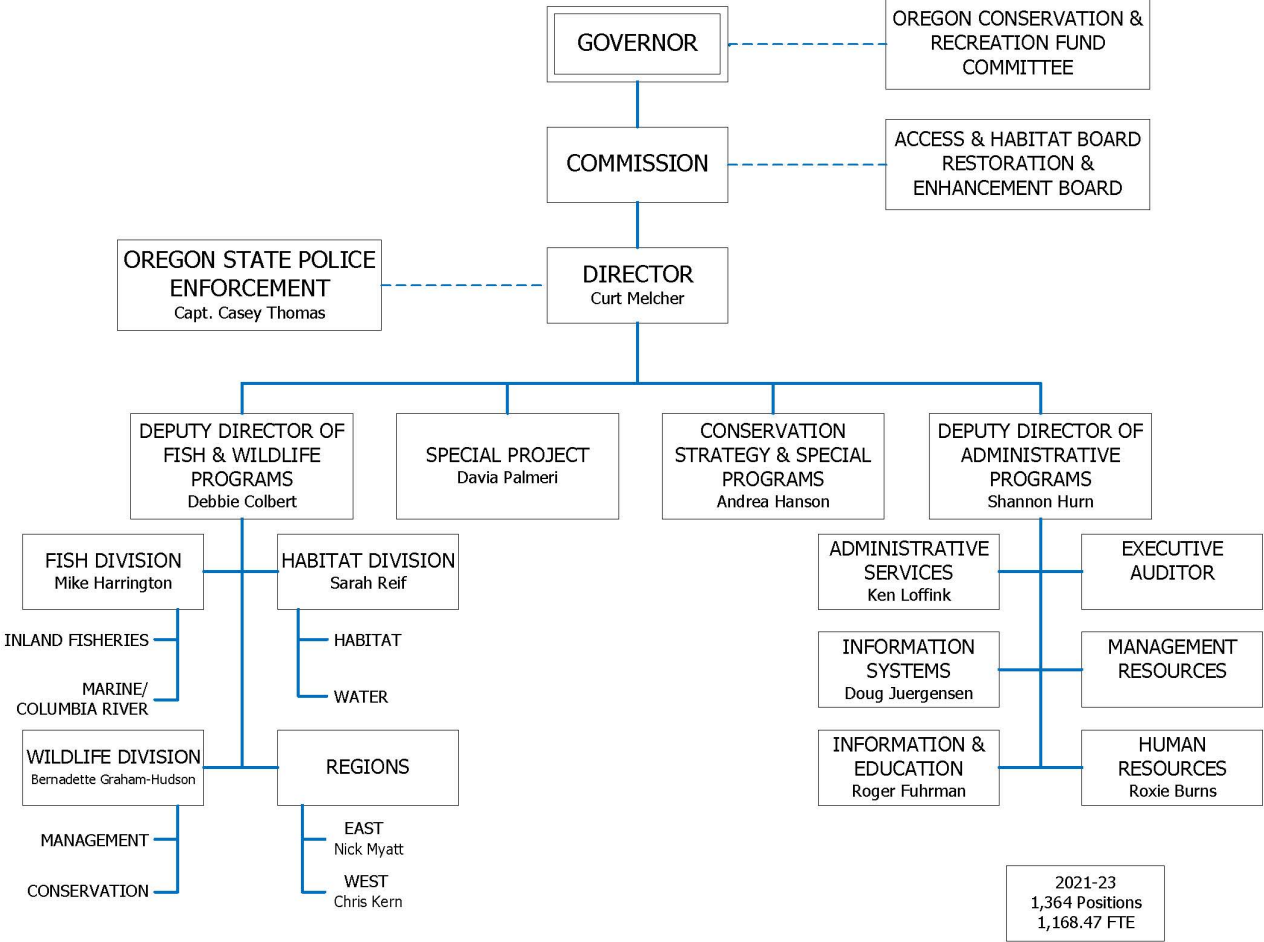 GOVERNOR
OREGON CONSERVATION &
RECREATION FUND
COMMITTEE
COMMISSION
ACCESS & HABITAT BOARD
RESTORATION &
ENHANCEMENT BOARD
OREGON STATE POLICE
ENFORCEMENT
Capt. Casey Thomas
DIRECTOR
Curt Melcher
DEPUTY DIRECTOR OF
FISH & WILDLIFE
PROGRAMS
Debbie Colbert
SPECIAL PROJECT
Davia Palmeri
CONSERVATION
STRATEGY & SPECIAL
PROGRAMS
Andrea Hanson
DEPUTY DIRECTOR OF
ADMINISTRATIVE
PROGRAMS
Shannon Hurn
FISH DIVISION
Mike Harrington
INLAND FISHERIES
MARINE/
COLUMBIA RIVER
HABITAT DIVISION
Sarah Reif
HABITAT
WATER
WILDLIFE DIVISION
Bernadette Graham-Hudson
MANAGEMENT
CONSERVATION
REGIONS
EAST
Nick Myatt
WEST
Chris Kern
ADMINISTRATIVE
SERVICES
Ken Loffink
EXECUTIVE
AUDITOR
INFORMATION
SYSTEMS
Doug Juergensen
MANAGEMENT
RESOURCES
INFORMATION &
EDUCATION
Roger Fuhrman
HUMAN
RESOURCES
Roxie Burns
2021-23
1,364 Positions
1,168.47 FTE